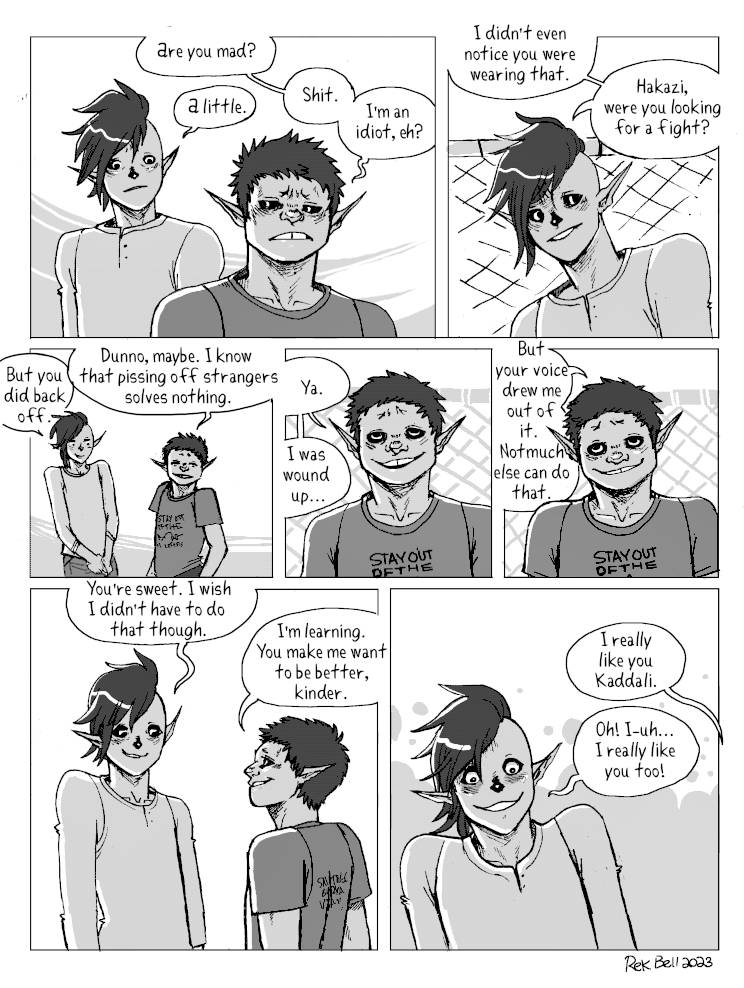 are you mad?
a little.
Shit.
I'm an
idiot, eh?
I didn't even
notice you were
wearing that.
Hakazi,
were you looking
for a fight?
But you
did back
off.
Dunno, maybe. I know
that pissing off strangers
solves nothing.
STAY OFF
Ya.
I was
wound
up...
STAY OUT
OF THE
But
your voice
drew me
out of
it.
Not much
else can do
that.
STAY OUT
OF THE
You're sweet. I wish
I didn't have to do
that though.
I'm learning.
You make me want
to be better,
kinder.
I really
like you
Kaddali.
Oh! I-uh...
I really like
you too!
Rek Bell 2023